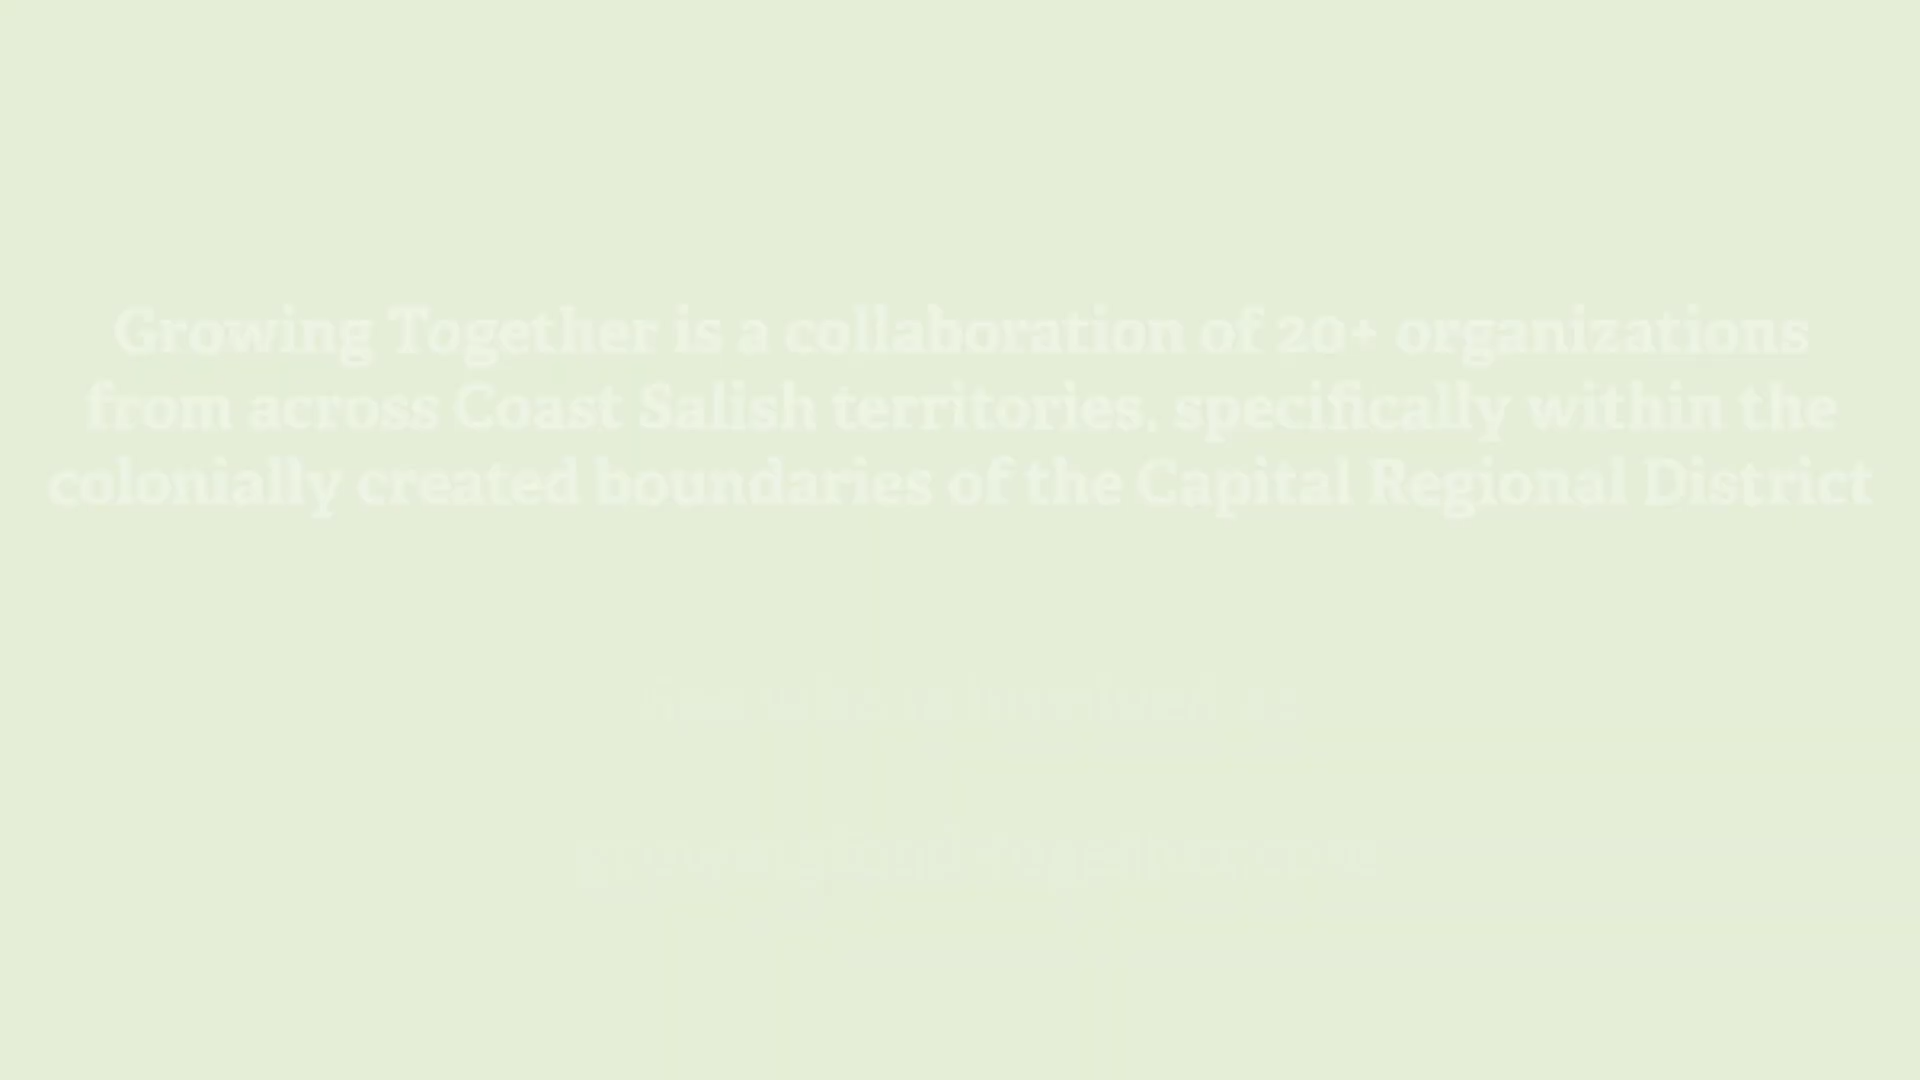 Growing Together is a collaboration of 20+ organizations
from across Coast Salish territories, specifically within the
colonially created boundaries of the Capital Regional District